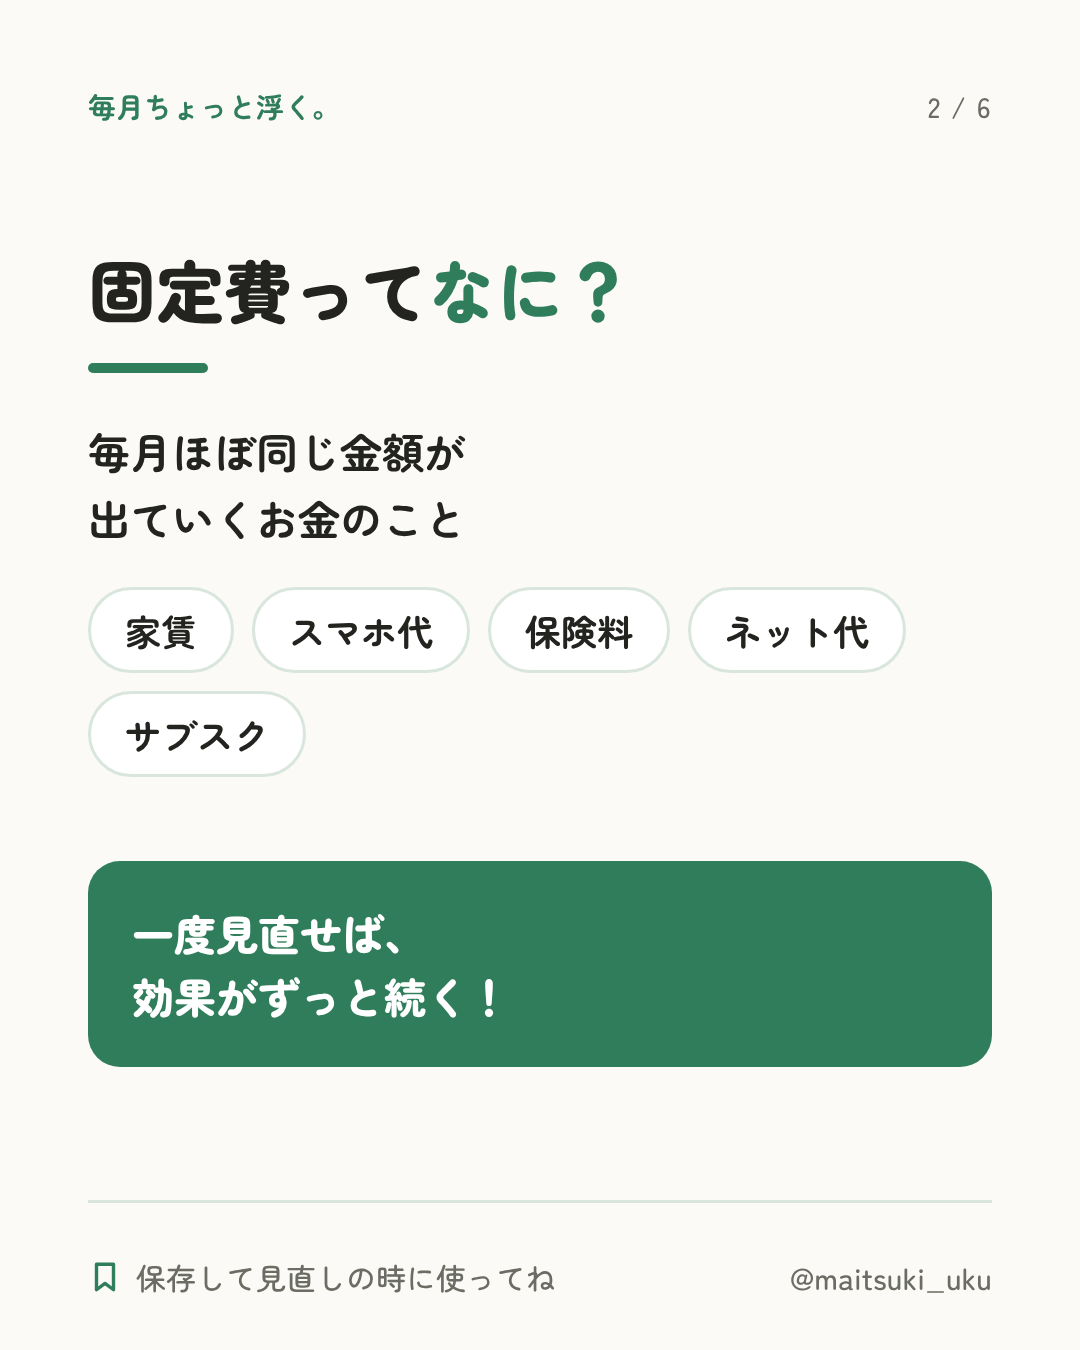 毎月ちょっと浮く。
2 / 6
固定費ってなに？
毎月ほぼ同じ金額が
出ていくお金のこと
家賃 スマホ代 保険料 ネット代
サブスク
一度見直せば、
効果がずっと続く！
保存して見直しの時に使ってね
@maitsuki_uku